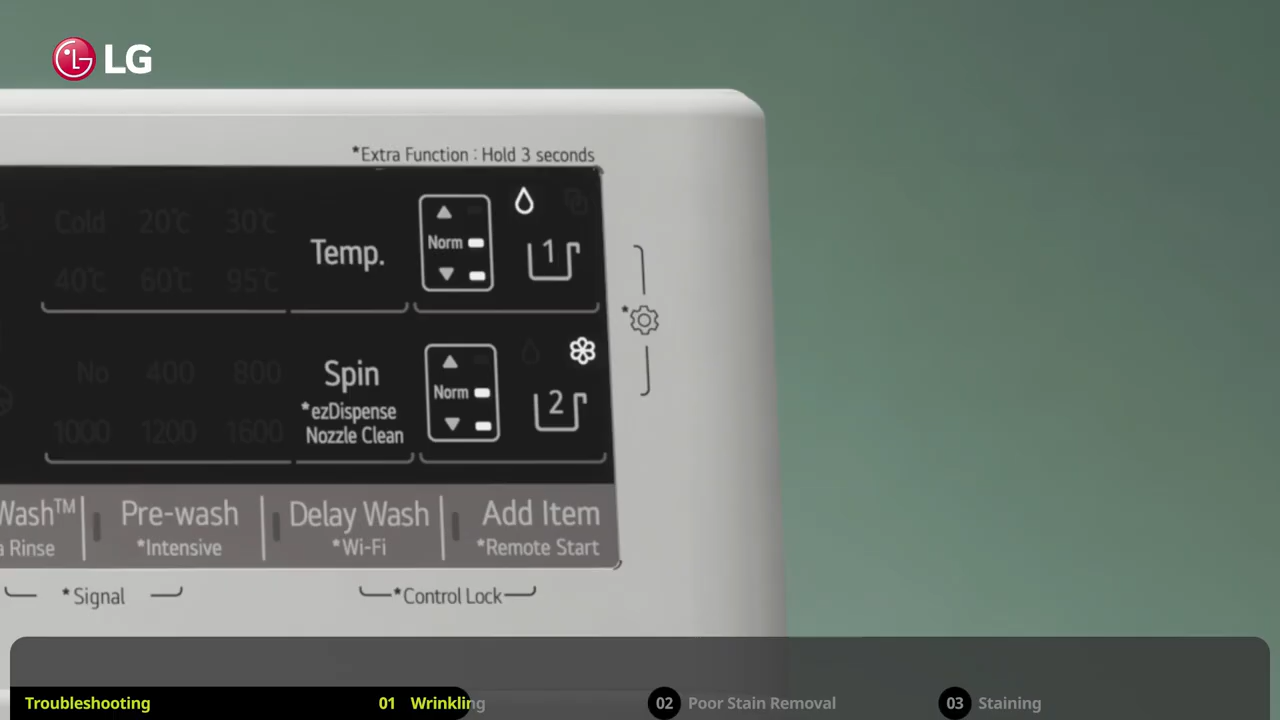 LG
*Extra Function : Hold 3 seconds
Cold 20℃ 30℃
40℃ 60℃ 95℃
Temp.
Norm
1
No 400 800
1000 1200 1600
Spin
*ezDispense
Nozzle Clean
Norm
2
*
Wash™ Pre-wash Delay Wash Add Item
Rinse *Intensive *Wi-Fi *Remote Start
*Signal *Control Lock
Troubleshooting 01 Wrinkling 02 Poor Stain Removal 03 Staining